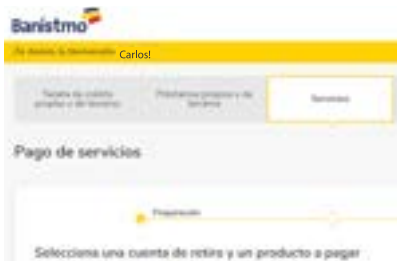 Banistmo
Te damos la bienvenida Carlos!
Tarjeta de crédito
propias y de terceros
Préstamos propios y de
terceros
Servicios
Pago de servicios
Preparación
Selecciona una cuenta de retiro y un producto a pagar